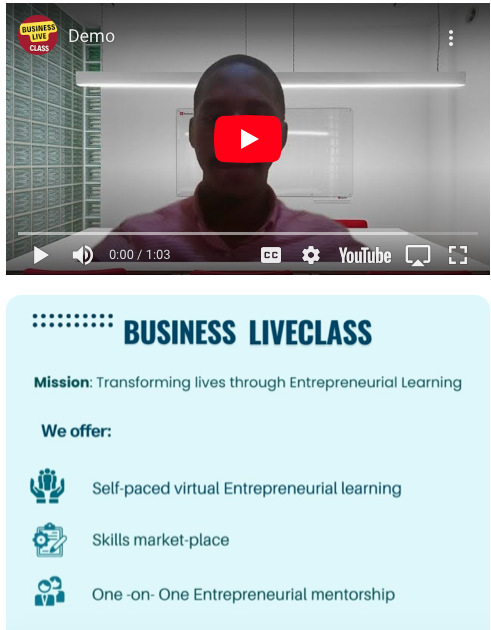 BUSINESS
LIVE
CLASS
Demo
0:00 / 1:03
CC
YouTube
BUSINESS LIVECLASS
Mission: Transforming lives through Entrepreneurial Learning
We offer:
Self-paced virtual Entrepreneurial learning
Skills market-place
One -on- One Entrepreneurial mentorship